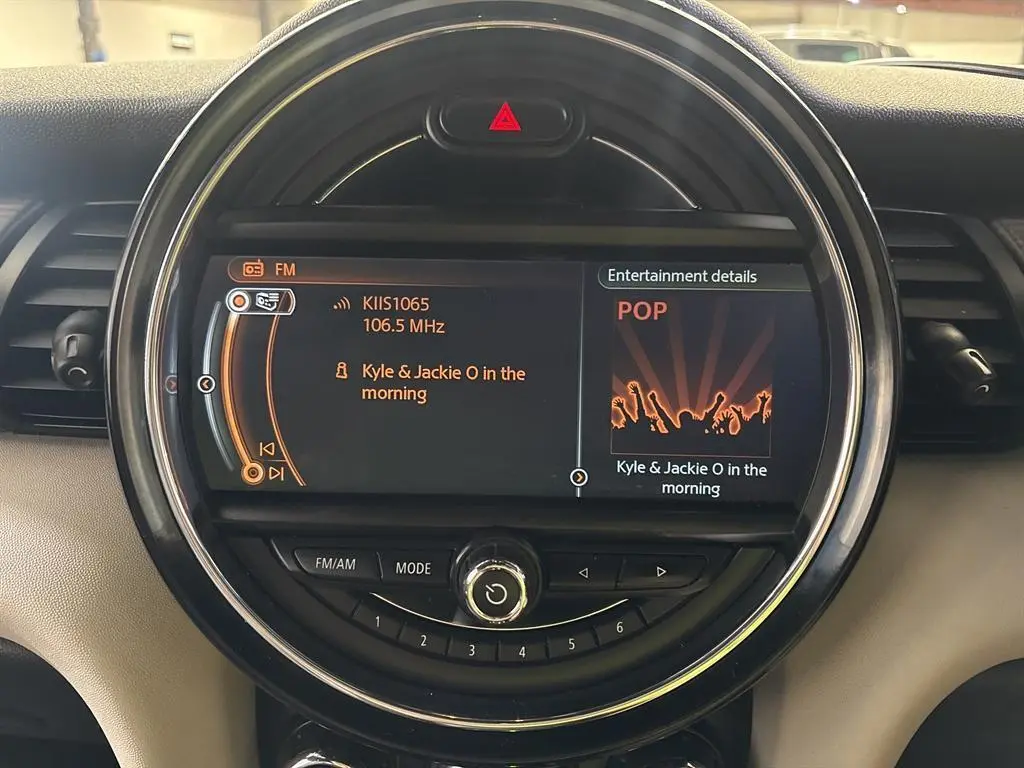 FM
KIIS1065
106.5 MHz
Kyle & Jackie O in the
morning
Entertainment details
POP
Kyle & Jackie O in the
morning
FM/AM
MODE
1
2
3
4
5
6